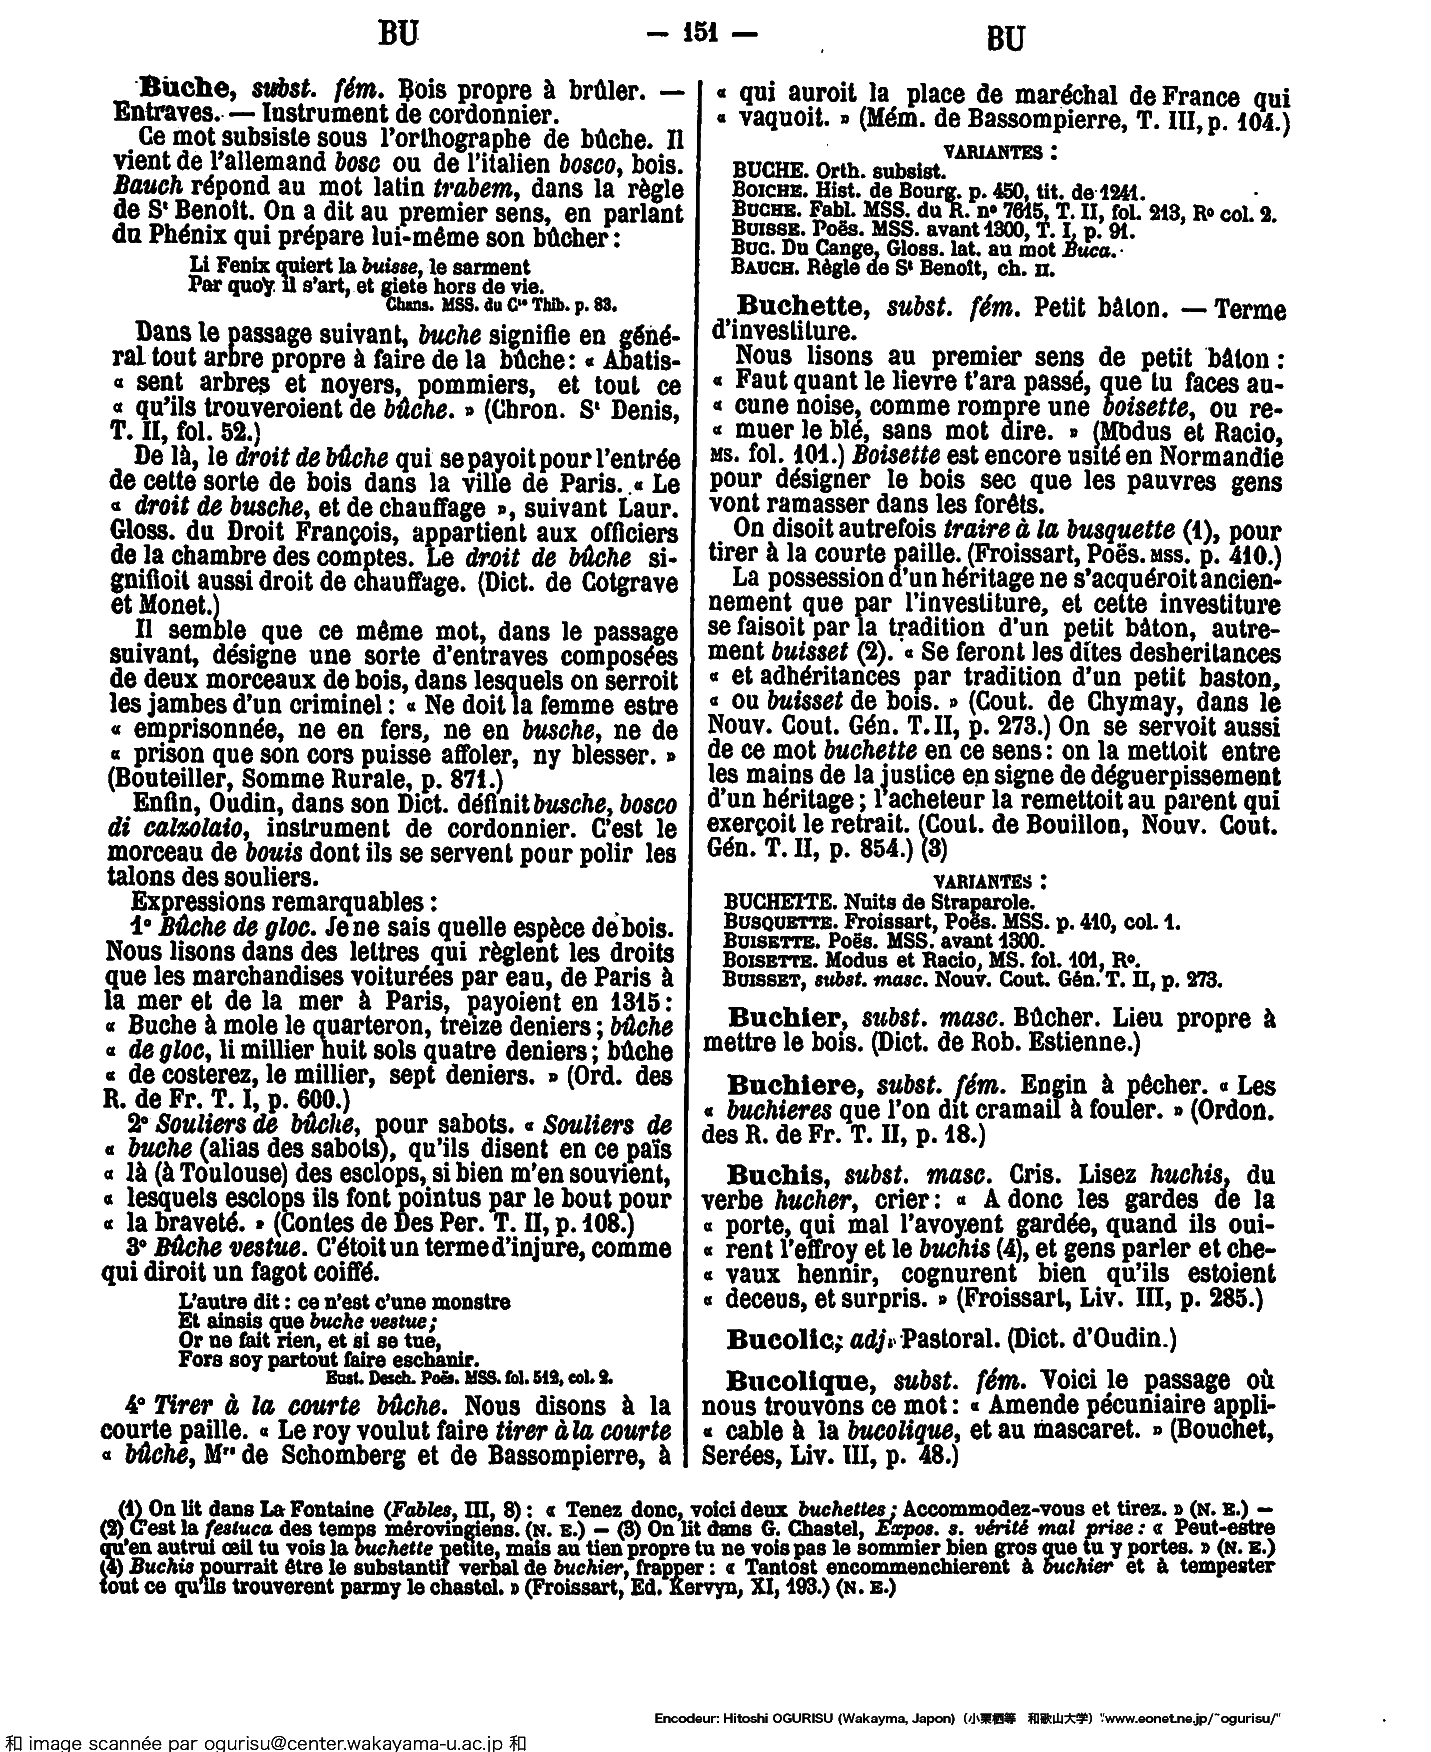 BU
— 151 —
BU
Buche, subst. fém. Bois propre à brûler. —
Entraves. — Instrument de cordonnier.
Ce mot subsiste sous l'orthographe de bûche. Il
vient de l'allemand bosc ou de l'italien bosco, bois.
Bauch répond au mot latin trabem, dans la règle
de St Benoit. On a dit au premier sens, en parlant
du Phénix qui prépare lui-même son bûcher :
Li Fenix quiert la buisse, le sarment
Par quoy il s'art, et giete hors de vie.
Chans. MSS. du Cte Thib. p. 83.
Dans le passage suivant, buche signifie en géné-
ral tout arbre propre à faire de la bûche : « Abatis-
« sent arbres et noyers, pommiers, et tout ce
« qu'ils trouveroient de bûche. » (Chron. St Denis,
T. II, fol. 52.)
De là, le droit de bûche qui se payoit pour l'entrée
de cette sorte de bois dans la ville de Paris. « Le
« droit de busche, et de chauffage », suivant Laur.
Gloss. du Droit François, appartient aux officiers
de la chambre des comptes. Le droit de bûche si-
gnifioit aussi droit de chauffage. (Dict. de Cotgrave
et Monet.)
Il semble que ce même mot, dans le passage
suivant, désigne une sorte d'entraves composées
de deux morceaux de bois, dans lesquels on serroit
les jambes d'un criminel : « Ne doit la femme estre
« emprisonnée, ne en fers, ne en busche, ne de
« prison que son cors puisse affoler, ny blesser. »
(Bouteiller, Somme Rurale, p. 871.)
Enfin, Oudin, dans son Dict. définit busche, bosco
di calzolaio, instrument de cordonnier. C'est le
morceau de bouis dont ils se servent pour polir les
talons des souliers.
Expressions remarquables :
1° Bûche de gloc. Je ne sais quelle espèce de bois.
Nous lisons dans des lettres qui règlent les droits
que les marchandises voiturées par eau, de Paris à
la mer et de la mer à Paris, payoient en 1315 :
« Buche à mole le quarteron, treize deniers ; bûche
« de gloc, li millier huit sols quatre deniers ; bûche
« de costerez, le millier, sept deniers. » (Ord. des
R. de Fr. T. I, p. 600.)
2° Souliers de bûche, pour sabots. « Souliers de
« buche (alias des sabots), qu'ils disent en ce païs
« là (à Toulouse) des esclops, si bien m'en souvient,
« lesquels esclops ils font pointus par le bout pour
« la braveté. » (Contes de Des Per. T. II, p. 108.)
3° Bûche vestue. C'étoit un terme d'injure, comme
qui diroit un fagot coiffé.
L'autre dit : ce n'est c'une monstre
Et ainsis que buche vestue ;
Or ne fait rien, et si se tue,
Fors soy partout faire eschanir.
Eust. Desch. Poës. MSS. fol. 512, col. 2.
4° Tirer à la courte bûche. Nous disons à la
courte paille. « Le roy voulut faire tirer à la courte
« bûche, Mrs de Schomberg et de Bassompierre, à
« qui auroit la place de maréchal de France qui
« vaquoit. » (Mém. de Bassompierre, T. III, p. 104.)
VARIANTES :
BUCHE. Orth. subsist.
BOICHE. Hist. de Bourg. p. 450, tit. de 1241.
BUCHE. Fabl. MSS. du R. n° 7615, T. II, fol. 213, R° col. 2.
BUISSE. Poës. MSS. avant 1300, T. I, p. 91.
BUC. Du Cange, Gloss. lat. au mot Buca.
BAUCH. Règle de St Benoît, ch. II.
Buchette, subst. fém. Petit bâton. — Terme
d'investiture.
Nous lisons au premier sens de petit bâton :
« Faut quant le lievre t'ara passé, que tu faces au-
« cune noise, comme rompre une boisette, ou re-
« muer le blé, sans mot dire. » (Modus et Racio,
MS. fol. 101.) Boisette est encore usité en Normandie
pour désigner le bois sec que les pauvres gens
vont ramasser dans les forêts.
On disoit autrefois traire à la busquette (1), pour
tirer à la courte paille. (Froissart, Poës. MSS. p. 410.)
La possession d'un héritage ne s'acquéroit ancien-
nement que par l'investiture, et cette investiture
se faisoit par la tradition d'un petit bâton, autre-
ment buisset (2). « Se feront les dites desheritances
« et adhéritances par tradition d'un petit baston,
« ou buisset de bois. » (Cout. de Chymay, dans le
Nouv. Cout. Gén. T. II, p. 273.) On se servoit aussi
de ce mot buchette en ce sens : on la mettoit entre
les mains de la justice en signe de déguerpissement
d'un héritage ; l'acheteur la remettoit au parent qui
exerçoit le retrait. (Cout. de Bouillon, Nouv. Cout.
Gén. T. II, p. 854.) (3)
VARIANTES :
BUCHETTE. Nuits de Straparole.
BUSQUETTE. Froissart, Poës. MSS. p. 410, col. 1.
BUISETTE. Poës. MSS. avant 1300.
BOISETTE. Modus et Racio, MS. fol. 101, R°.
BUISSET, subst. masc. Nouv. Cout. Gén. T. II, p. 273.
Buchier, subst. masc. Bûcher. Lieu propre à
mettre le bois. (Dict. de Rob. Estienne.)
Buchiere, subst. fém. Engin à pêcher. « Les
« buchieres que l'on dit cramail à fouler. » (Ordon.
des R. de Fr. T. II, p. 18.)
Buchis, subst. masc. Cris. Lisez huchis, du
verbe hucher, crier : « A donc les gardes de la
« porte, qui mal l'avoyent gardée, quand ils oui-
« rent l'effroy et le buchis (4), et gens parler et che-
« vaux hennir, cognurent bien qu'ils estoient
« deceus, et surpris. » (Froissart, Liv. III, p. 285.)
Bucolic, adj. Pastoral. (Dict. d'Oudin.)
Bucolique, subst. fém. Voici le passage où
nous trouvons ce mot : « Amende pécuniaire appli-
« cable à la bucolique, et au mascaret. » (Bouchet,
Serées, Liv. III, p. 48.)
(1) On lit dans La Fontaine (Fables, III, 8) : « Tenez donc, voici deux buchettes ; Accommodez-vous et tirez. » (N. E.) —
(2) C'est la festuca des temps mérovingiens. (N. E.) — (3) On lit dans G. Chastel, Expos. s. vérité mal prise : « Peut-estre
qu'en autrui œil tu vois la buchette petite, mais au tien propre tu ne vois pas le sommier bien gros que tu y portes. » (N. E.)
(4) Buchis pourrait être le substantif verbal de buchier, frapper : « Tantost encommenchierent à buchier et à tempester
tout ce qu'ils trouverent parmy le chastel. » (Froissart, Ed. Kervyn, XI, 193.) (N. E.)
Encodeur: Hitoshi OGURISU (Wakayma, Japon) (小栗栖等 和歌山大学) "www.eonet.ne.jp/~ogurisu/"
和 image scannée par ogurisu@center.wakayama-u.ac.jp 和